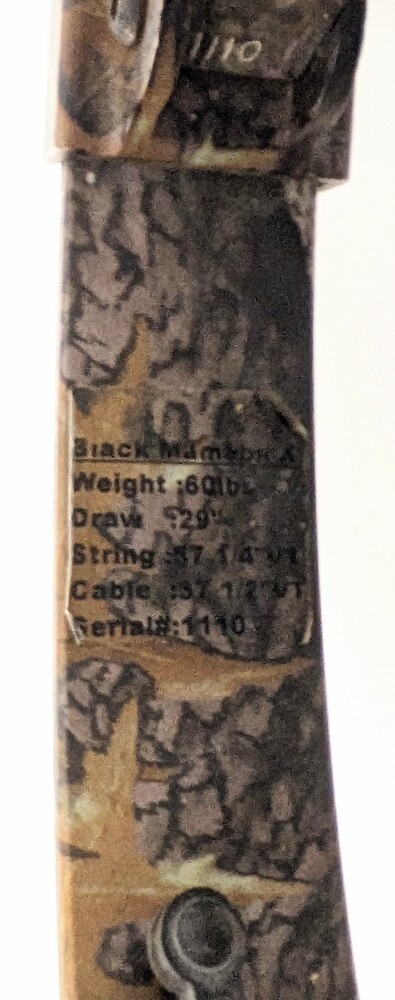 1110
Black Mamba X
Weight :60lbs
Draw :29"
String :57 1/4"
Cable :37 1/2"
Serial#:1110